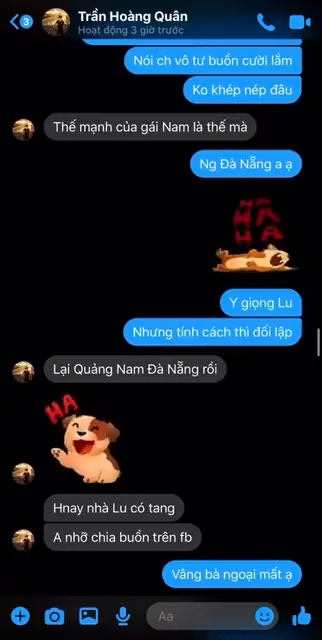 3
Trần Hoàng Quân
Hoạt động 3 giờ trước
Nói ch vô tư buồn cười lắm
Ko khép nép đâu
Thế mạnh của gái Nam là thế mà
Ng Đà Nẵng a ạ
HA
HA
HA
Y giọng Lu
Nhưng tính cách thì đối lập
Lại Quảng Nam Đà Nẵng rồi
HA
Hnay nhà Lu có tang
A nhỡ chia buồn trên fb
Vâng bà ngoại mất ạ
Aa